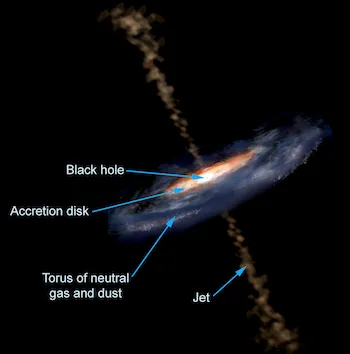 Black hole
Accretion disk
Torus of neutral
gas and dust
Jet